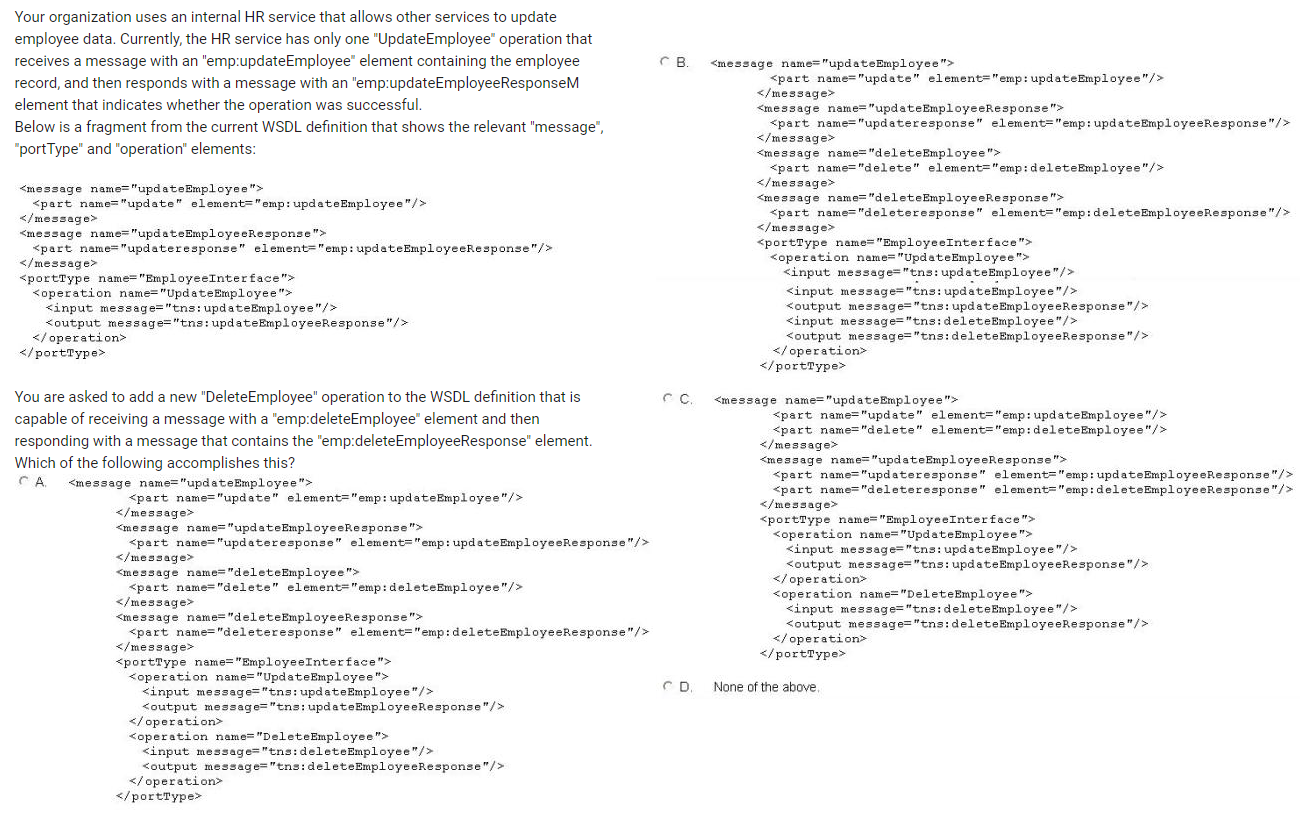 Your organization uses an internal HR service that allows other services to update
employee data. Currently, the HR service has only one "UpdateEmployee" operation that
receives a message with an "emp:updateEmployee" element containing the employee
record, and then responds with a message with an "emp:updateEmployeeResponseM
element that indicates whether the operation was successful.
Below is a fragment from the current WSDL definition that shows the relevant "message",
"portType" and "operation" elements:
<message name="updateEmployee">
<part name="update" element="emp:updateEmployee"/>
</message>
<message name="updateEmployeeResponse">
<part name="updateresponse" element="emp:updateEmployeeResponse"/>
</message>
<portType name="EmployeeInterface">
<operation name="UpdateEmployee">
<input message="tns:updateEmployee"/>
<output message="tns:updateEmployeeResponse"/>
</operation>
</portType>
You are asked to add a new "DeleteEmployee" operation to the WSDL definition that is
capable of receiving a message with a "emp:deleteEmployee" element and then
responding with a message that contains the "emp:deleteEmployeeResponse" element.
Which of the following accomplishes this?
A. <message name="updateEmployee">
<part name="update" element="emp:updateEmployee"/>
</message>
<message name="updateEmployeeResponse">
<part name="updateresponse" element="emp:updateEmployeeResponse"/>
</message>
<message name="deleteEmployee">
<part name="delete" element="emp:deleteEmployee"/>
</message>
<message name="deleteEmployeeResponse">
<part name="deleteresponse" element="emp:deleteEmployeeResponse"/>
</message>
<portType name="EmployeeInterface">
<operation name="UpdateEmployee">
<input message="tns:updateEmployee"/>
<output message="tns:updateEmployeeResponse"/>
</operation>
<operation name="DeleteEmployee">
<input message="tns:deleteEmployee"/>
<output message="tns:deleteEmployeeResponse"/>
</operation>
</portType>
B. <message name="updateEmployee">
<part name="update" element="emp:updateEmployee"/>
</message>
<message name="updateEmployeeResponse">
<part name="updateresponse" element="emp:updateEmployeeResponse"/>
</message>
<message name="deleteEmployee">
<part name="delete" element="emp:deleteEmployee"/>
</message>
<message name="deleteEmployeeResponse">
<part name="deleteresponse" element="emp:deleteEmployeeResponse"/>
</message>
<portType name="EmployeeInterface">
<operation name="UpdateEmployee">
<input message="tns:updateEmployee"/>
<input message="tns:updateEmployee"/>
<output message="tns:updateEmployeeResponse"/>
<input message="tns:deleteEmployee"/>
<output message="tns:deleteEmployeeResponse"/>
</operation>
</portType>
C. <message name="updateEmployee">
<part name="update" element="emp:updateEmployee"/>
<part name="delete" element="emp:deleteEmployee"/>
</message>
<message name="updateEmployeeResponse">
<part name="updateresponse" element="emp:updateEmployeeResponse"/>
<part name="deleteresponse" element="emp:deleteEmployeeResponse"/>
</message>
<portType name="EmployeeInterface">
<operation name="UpdateEmployee">
<input message="tns:updateEmployee"/>
<output message="tns:updateEmployeeResponse"/>
</operation>
<operation name="DeleteEmployee">
<input message="tns:deleteEmployee"/>
<output message="tns:deleteEmployeeResponse"/>
</operation>
</portType>
D. None of the above.